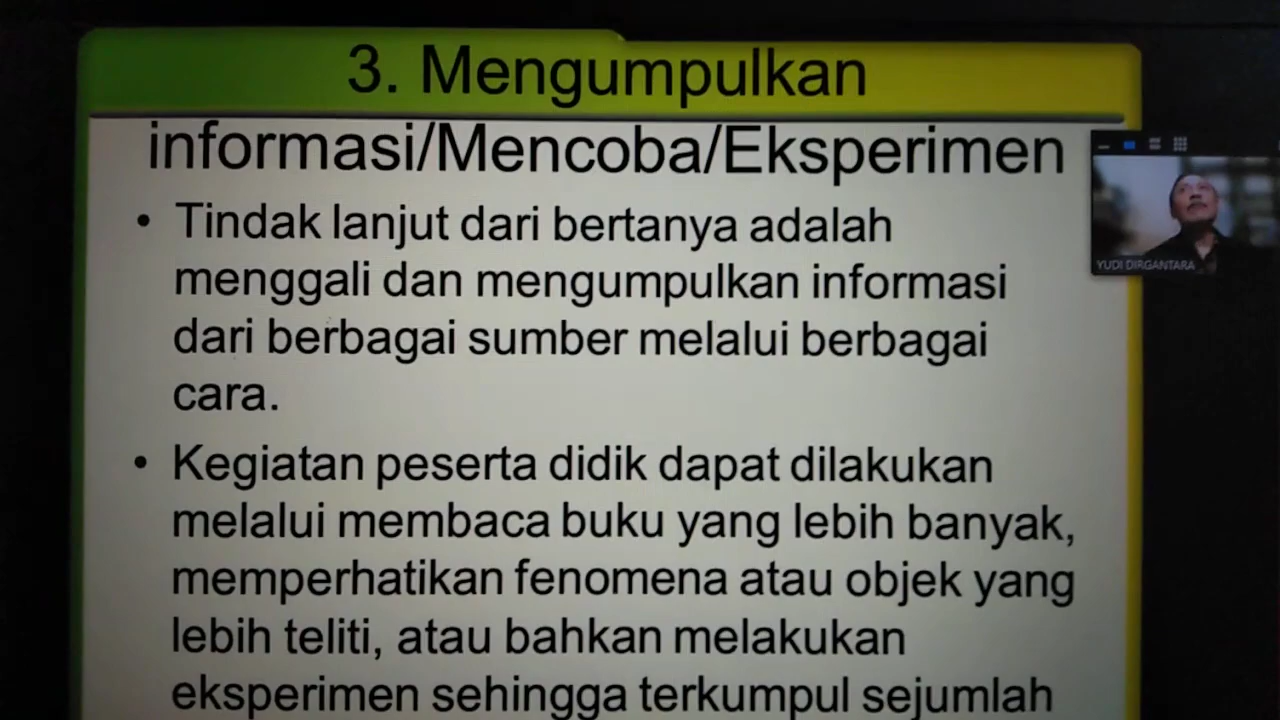 3. Mengumpulkan
informasi/Mencoba/Eksperimen
• Tindak lanjut dari bertanya adalah
menggali dan mengumpulkan informasi
dari berbagai sumber melalui berbagai
cara.
• Kegiatan peserta didik dapat dilakukan
melalui membaca buku yang lebih banyak,
memperhatikan fenomena atau objek yang
lebih teliti, atau bahkan melakukan
eksperimen sehingga terkumpul sejumlah
YUDI DIRGANTARA